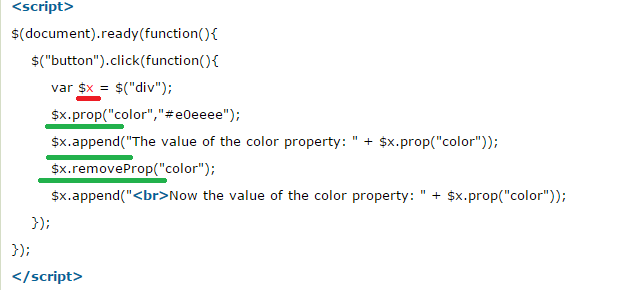 <script>
$(document).ready(function(){
$("button").click(function(){
var $x = $("div");
$x.prop("color","#e0eeee");
$x.append("The value of the color property: " + $x.prop("color"));
$x.removeProp("color");
$x.append("<br>Now the value of the color property: " + $x.prop("color"));
});
});
</script>